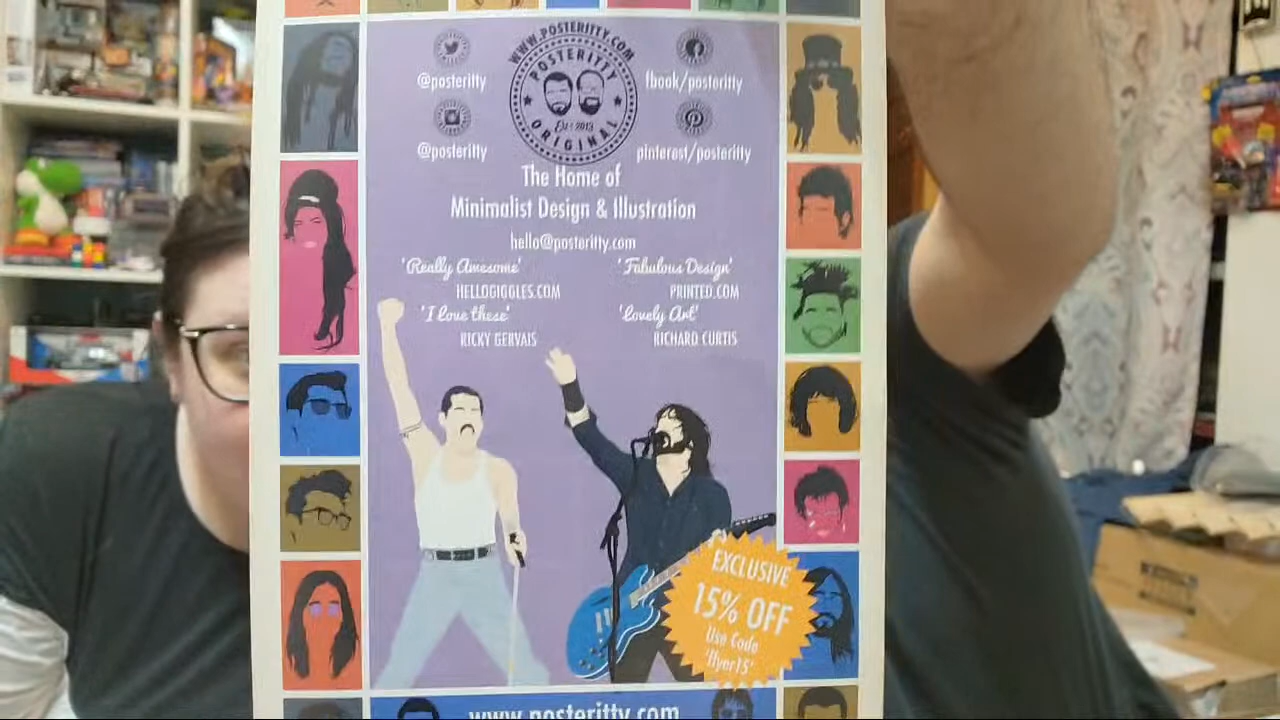 WWW.POSTERITTY.COM
POSTERITTY
Est 2013
ORIGINAL
@posteritty
fbook/posteritty
@posteritty
pinterest/posteritty
The Home of
Minimalist Design & Illustration
hello@posteritty.com
'Really Awesome'
HELLOGIGGLES.COM
'Fabulous Design'
PRINTED.COM
'I love these'
RICKY GERVAIS
'Lovely Art'
RICHARD CURTIS
EXCLUSIVE
15% OFF
Use Code
'flyer15'
www.posteritty.com